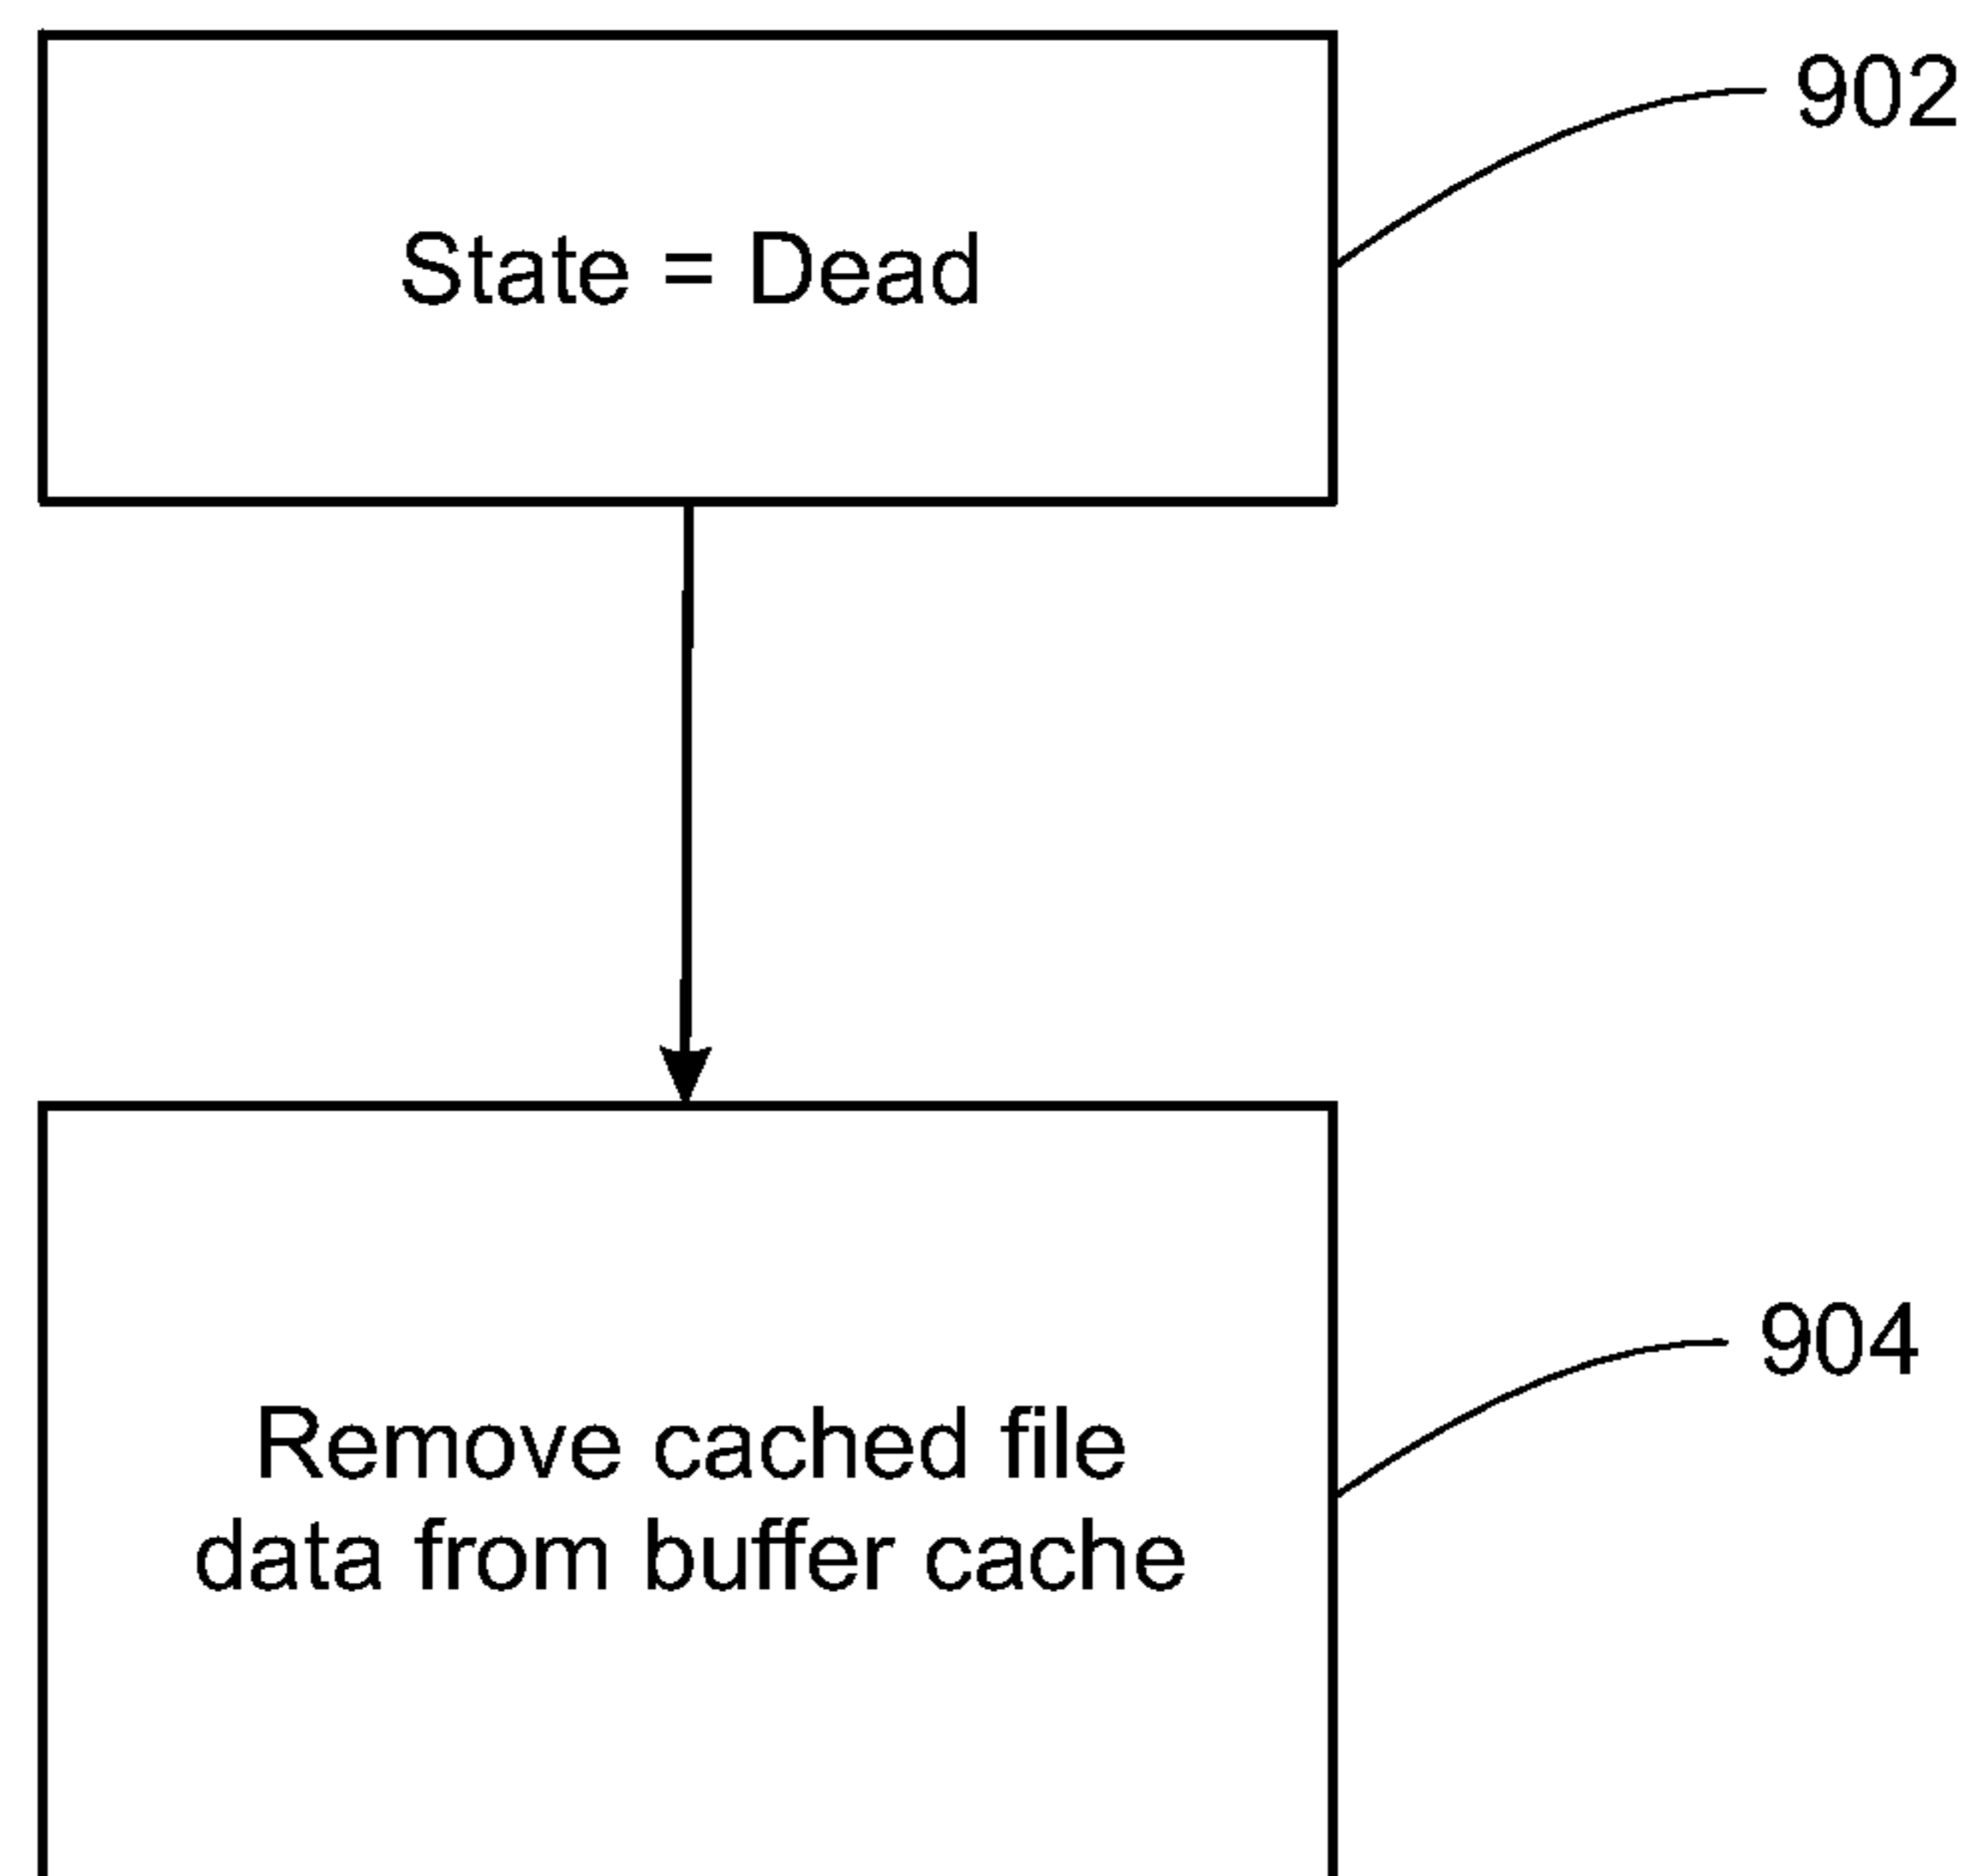 902
State = Dead
904
Remove cached file
data from buffer cache